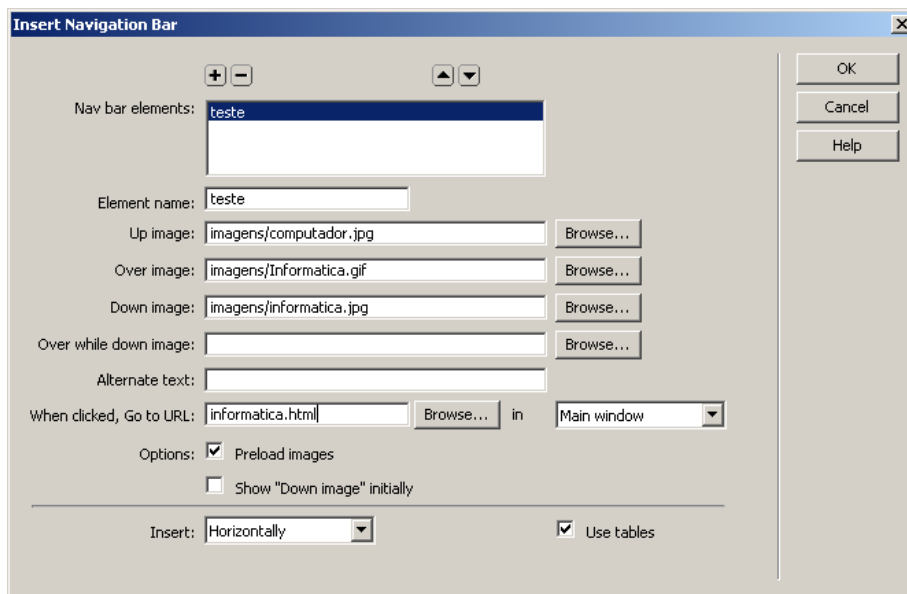 Insert Navigation Bar
OK
Nav bar elements: teste
Cancel
Help
Element name: teste
Up image: imagens/computador.jpg Browse...
Over image: imagens/Informatica.gif Browse...
Down image: imagens/informatica.jpg Browse...
Over while down image: Browse...
Alternate text:
When clicked, Go to URL: informatica.html Browse... in Main window
Options: Preload images
Show "Down image" initially
Insert: Horizontally Use tables